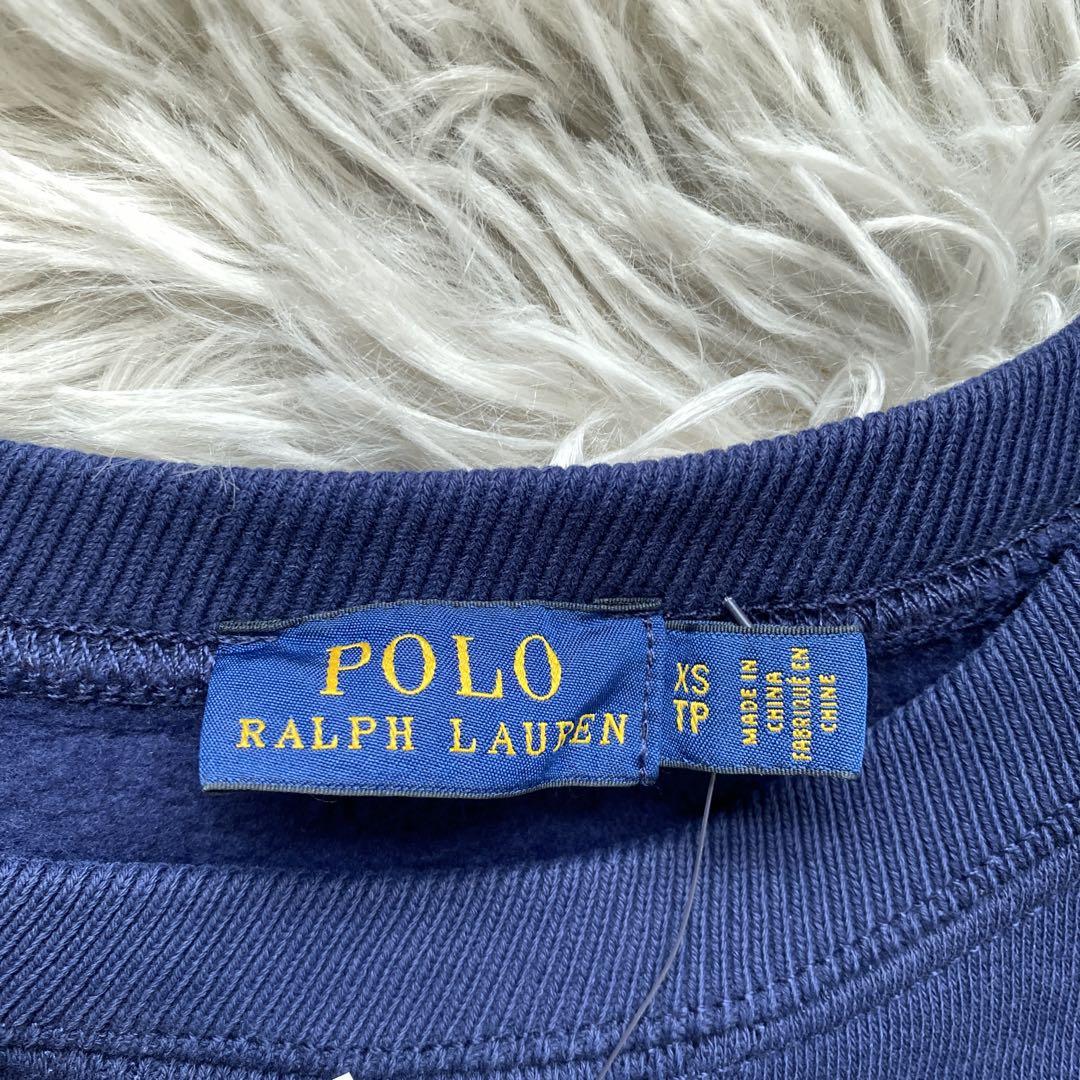 POLO
RALPH LAUREN
XS
TP
MADE IN
CHINA
FABRIQUÉ EN
CHINE